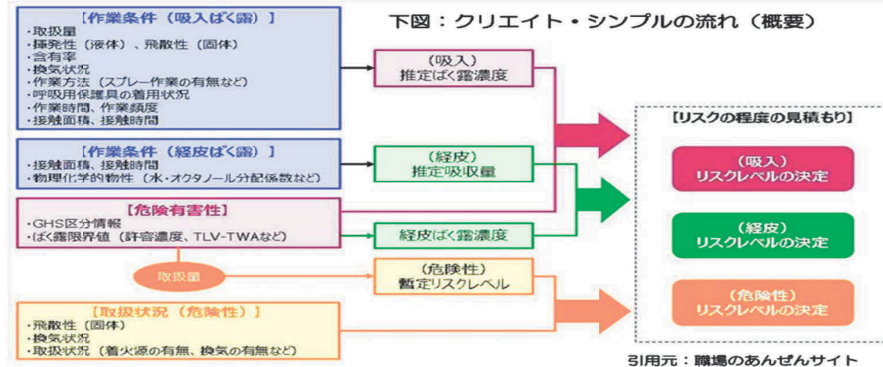 下図：クリエイト・シンプルの流れ（概要）
【作業条件（吸入ばく露）】
・取扱量
・揮発性（液体）、飛散性（固体）
・含有率
・換気状況
・作業方法（スプレー作業の有無など）
・呼吸用保護具の着用状況
・作業時間、作業頻度
・接触面積、接触時間
（吸入）
推定ばく露濃度
【作業条件（経皮ばく露）】
・接触面積、接触時間
・物理化学的物性（水・オクタノール分配係数など）
（経皮）
推定吸収量
【危険有害性】
・GHS区分情報
・ばく露限界値（許容濃度、TLV-TWAなど）
経皮ばく露濃度
取扱量
（危険性）
暫定リスクレベル
【取扱状況（危険性）】
・飛散性（固体）
・換気状況
・取扱状況（着火源の有無、換気の有無など）
【リスクの程度の見積もり】
（吸入）
リスクレベルの決定
（経皮）
リスクレベルの決定
（危険性）
リスクレベルの決定
引用元：職場のあんぜんサイト